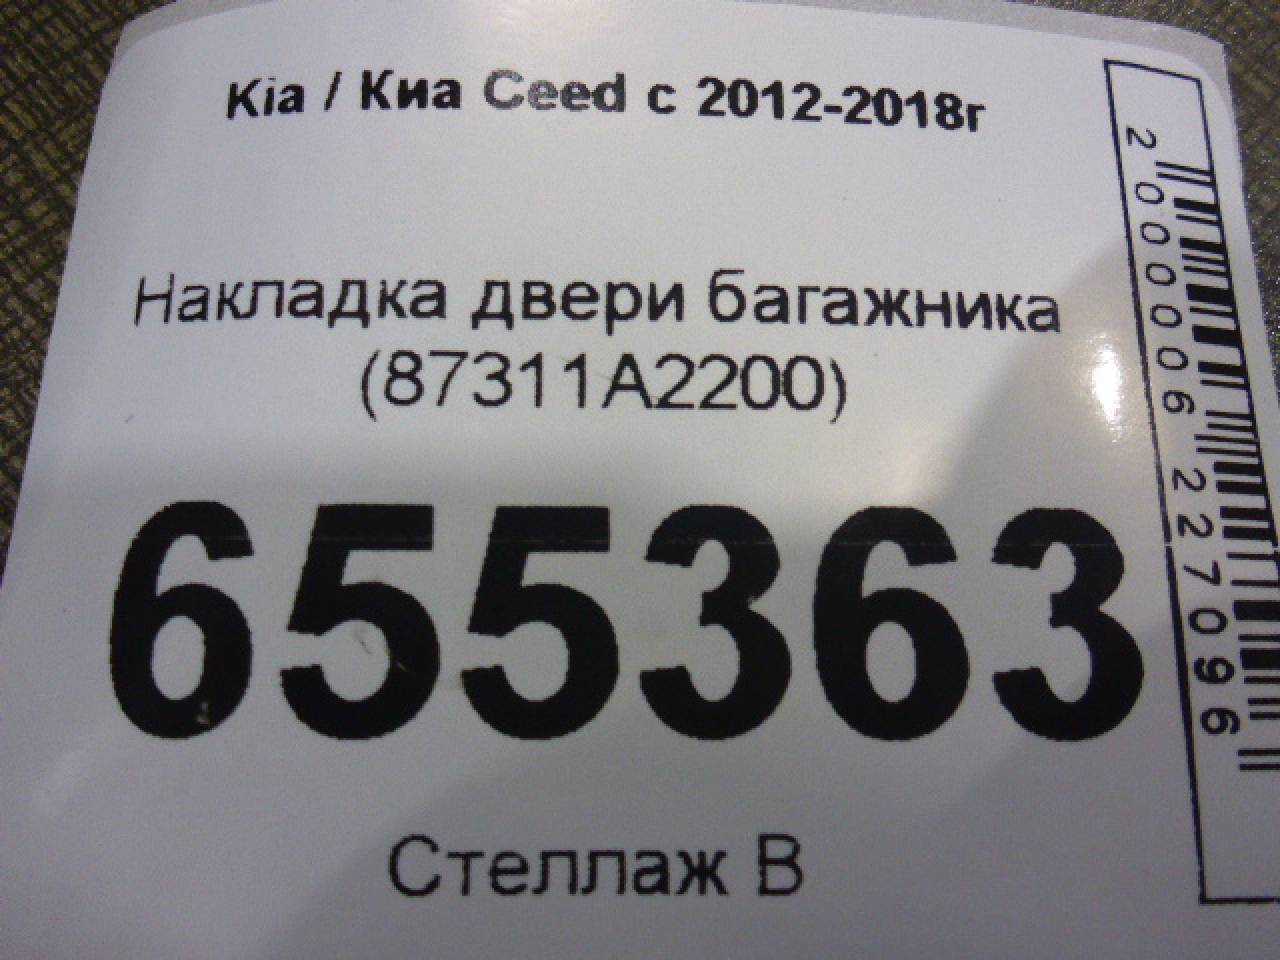 Kia / Киа Ceed с 2012-2018г
Накладка двери багажника
(87311A2200)
655363
Стеллаж В
2000006227096